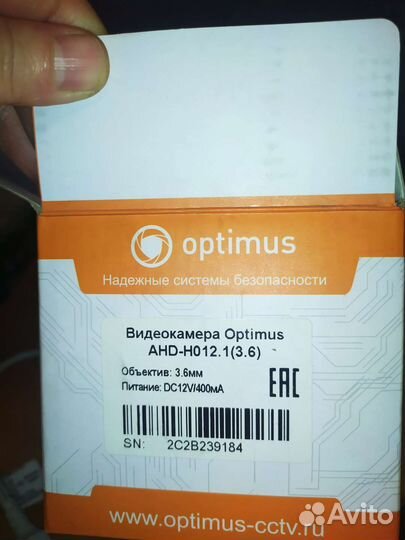 optimus
Надежные системы безопасности
Видеокамера Optimus
AHD-H012.1(3.6)
Объектив: 3.6мм
Питание: DC12V/400мА
EAC
SN: 2C2B239184
www.optimus-cctv.ru
Avito